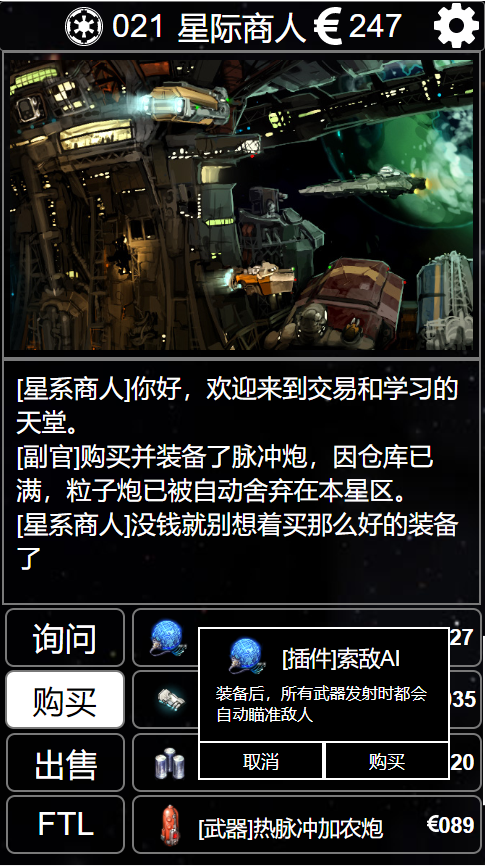 021 星际商人 € 247
[星系商人]你好，欢迎来到交易和学习的
天堂。
[副官]购买并装备了脉冲炮，因仓库已
满，粒子炮已被自动舍弃在本星区。
[星系商人]没钱就别想着买那么好的装备
了
询问
27
[插件]索敌AI
装备后，所有武器发射时都会
自动瞄准敌人
购买
035
取消
购买
出售
20
FTL
[武器]热脉冲加农炮
€089